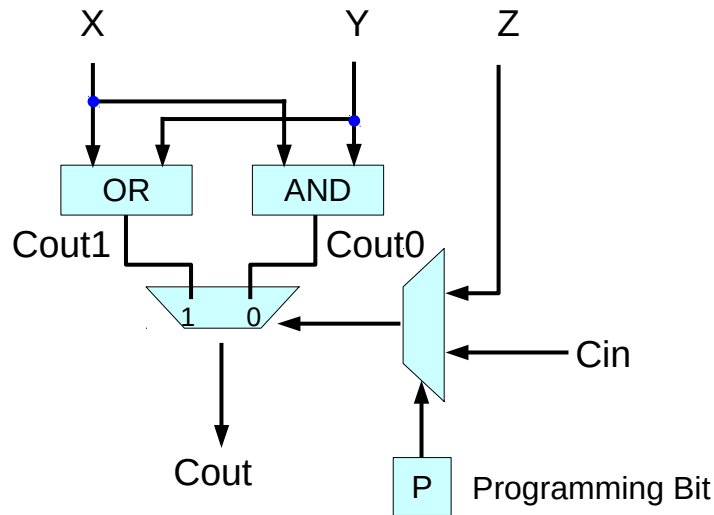 X
Y
Z
OR
AND
Cout1
Cout0
1
0
Cin
Cout
P
Programming Bit